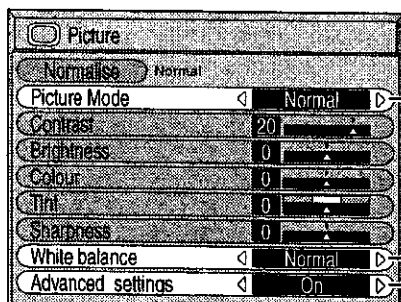 Picture
Normalise Normal
Picture Mode Normal
Contrast 20
Brightness 0
Colour 0
Tint 0
Sharpness 0
White balance Normal
Advanced settings On